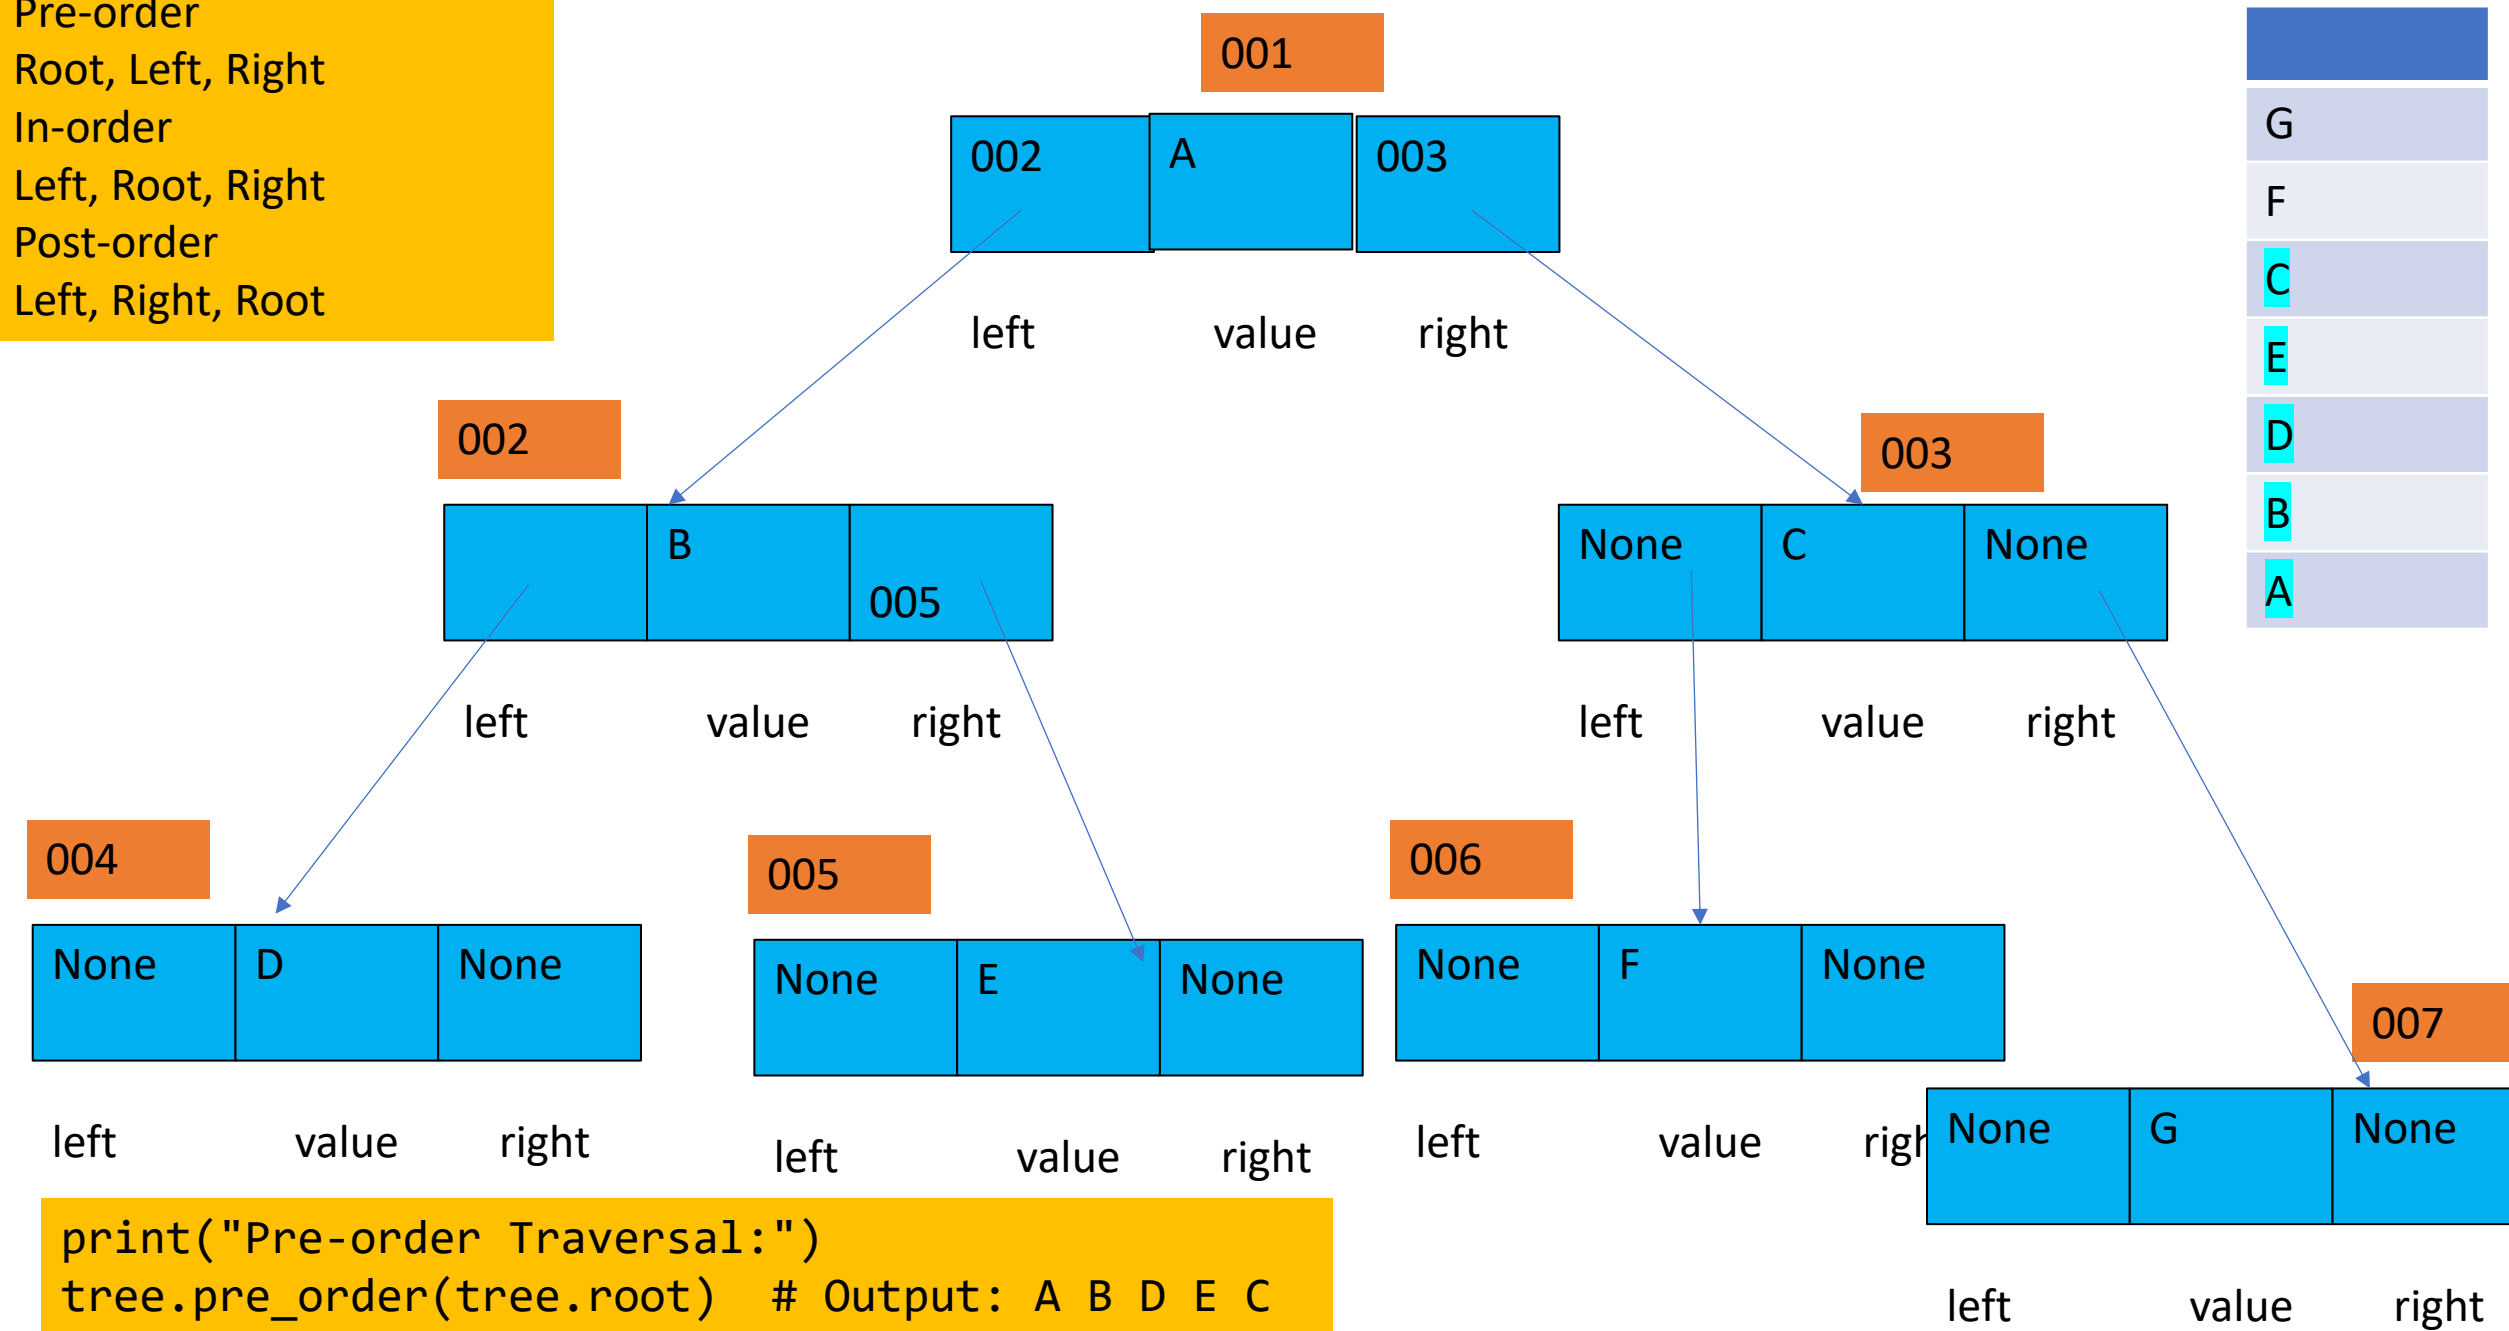 Pre-order
Root, Left, Right
In-order
Left, Root, Right
Post-order
Left, Right, Root
001
002 A 003
left value right
002
B
005
left value right
003
None C None
left value right
004
None D None
left value right
005
None E None
left value right
006
None F None
left value righ
007
None G None
left value right
G
F
C
E
D
B
A
print("Pre-order Traversal:")
tree.pre_order(tree.root)  # Output: A B D E C